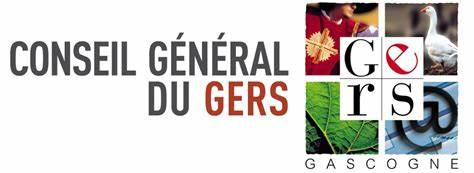 CONSEIL GÉNÉRAL
DU GERS
Ge
rs
@
GASCOGNE